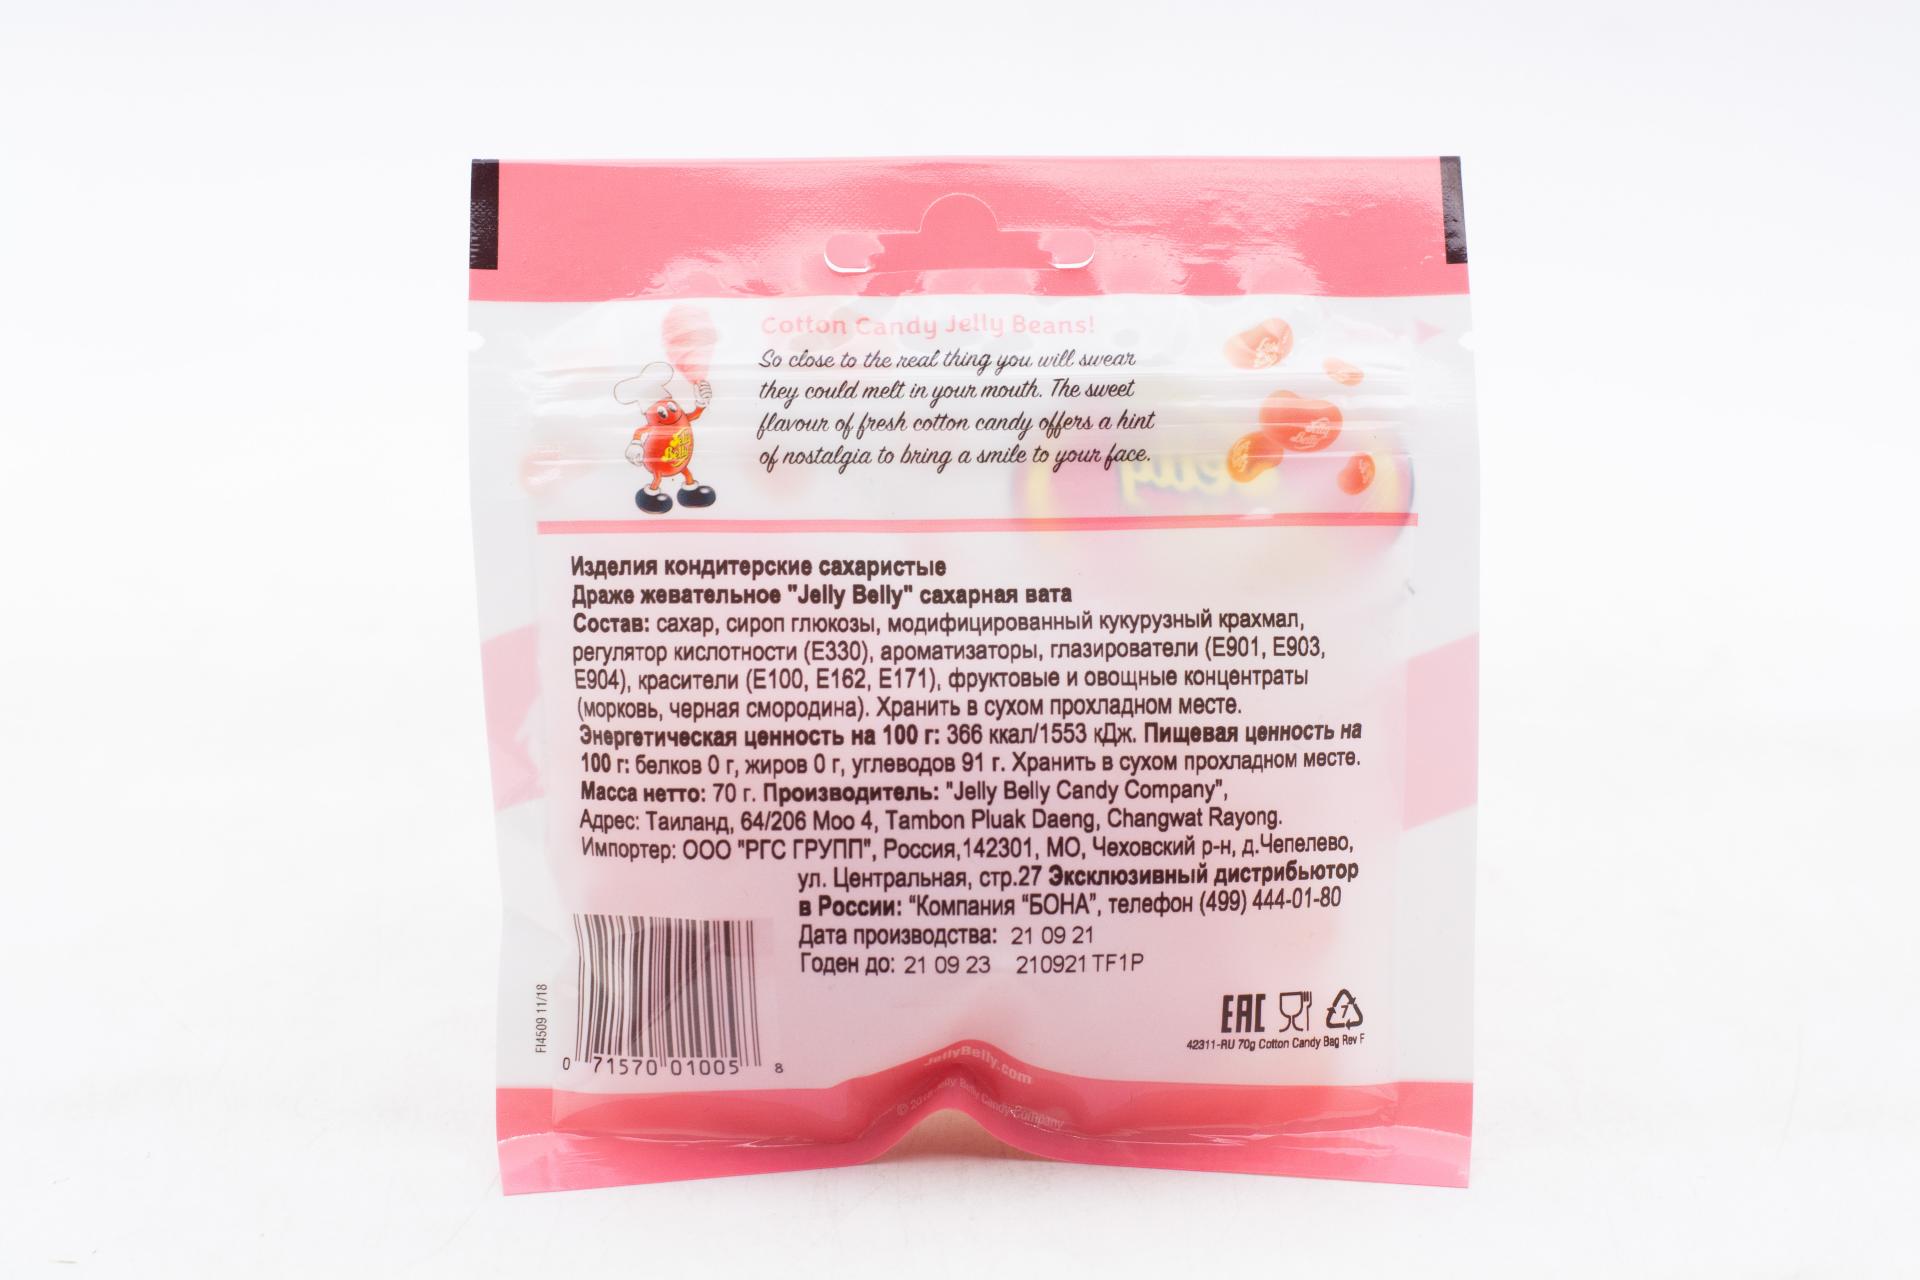 Cotton Candy Jelly Beans!
So close to the real thing you will swear
they could melt in your mouth. The sweet
flavour of fresh cotton candy offers a hint
of nostalgia to bring a smile to your face.
Jelly
Belly
Изделия кондитерские сахаристые
Драже жевательное "Jelly Belly" сахарная вата
Состав: сахар, сироп глюкозы, модифицированный кукурузный крахмал,
регулятор кислотности (Е330), ароматизаторы, глазирователи (Е901, Е903,
Е904), красители (Е100, Е162, Е171), фруктовые и овощные концентраты
(морковь, черная смородина). Хранить в сухом прохладном месте.
Энергетическая ценность на 100 г: 366 ккал/1553 кДж. Пищевая ценность на
100 г: белков 0 г, жиров 0 г, углеводов 91 г. Хранить в сухом прохладном месте.
Масса нетто: 70 г. Производитель: "Jelly Belly Candy Company",
Адрес: Таиланд, 64/206 Moo 4, Tambon Pluak Daeng, Changwat Rayong.
Импортер: ООО "РГС ГРУПП", Россия,142301, МО, Чеховский р-н, д.Чепелево,
ул. Центральная, стр.27 Эксклюзивный дистрибьютор
в России: "Компания "БОНА", телефон (499) 444-01-80
Дата производства: 21 09 21
Годен до: 21 09 23 210921 TF1P
EAC
7
42311-RU 70g Cotton Candy Bag Rev F
FI4509 11/18
0 71570 01005 8
JellyBelly.com
Belly Candy Company